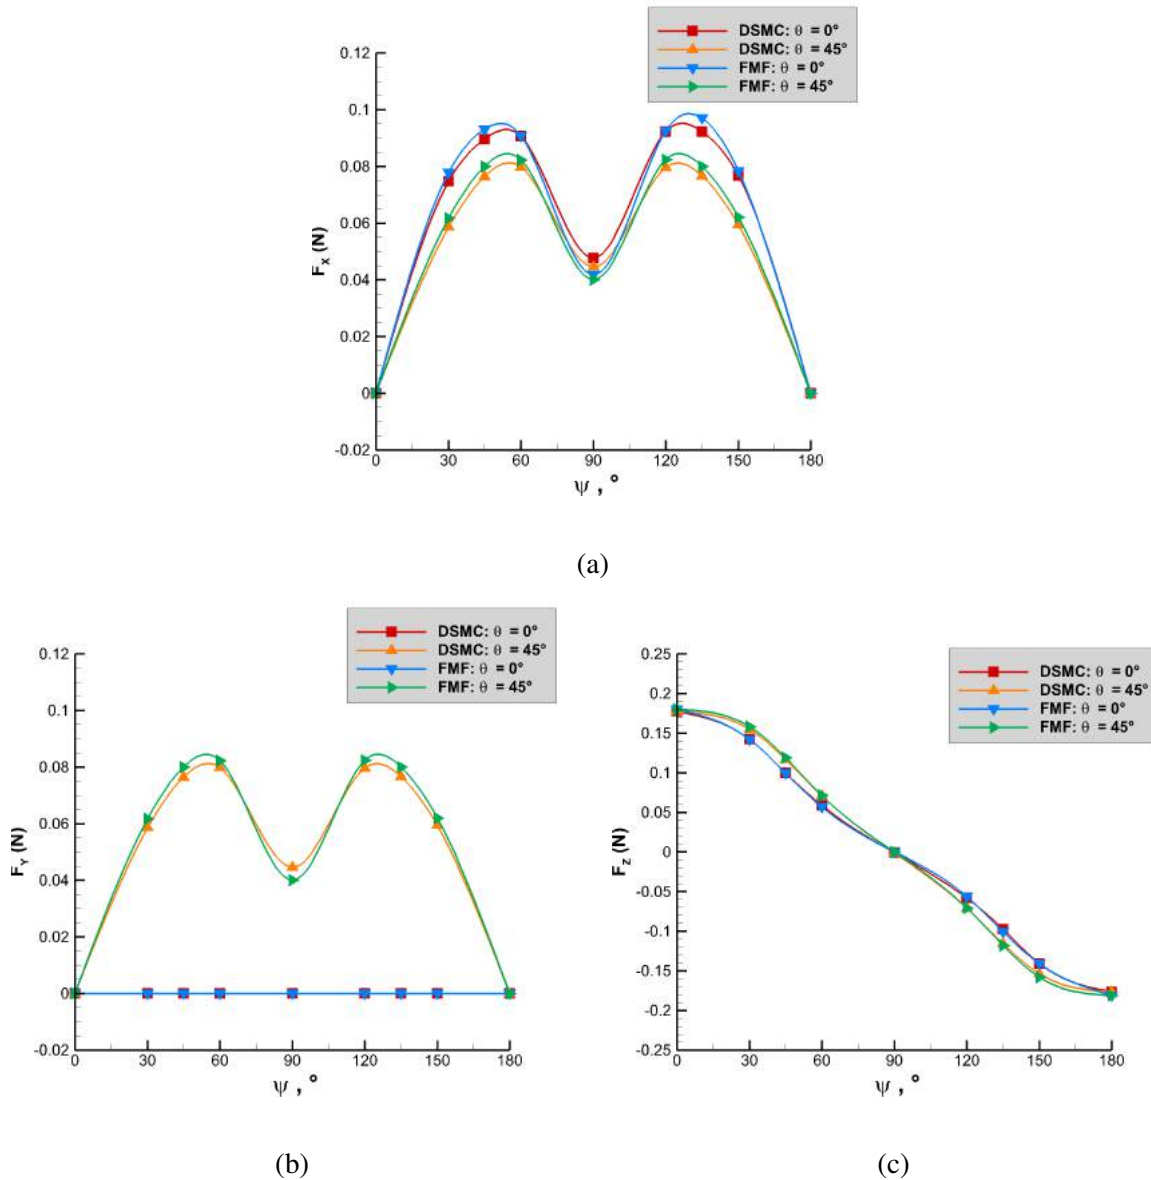 DSMC: θ = 0°
DSMC: θ = 45°
FMF: θ = 0°
FMF: θ = 45°
0.12
0.1
0.08
0.06
0.04
0.02
0
-0.02
F_X (N)
0 30 60 90 120 150 180
ψ , °
(a)
DSMC: θ = 0°
DSMC: θ = 45°
FMF: θ = 0°
FMF: θ = 45°
0.12
0.1
0.08
0.06
0.04
0.02
0
-0.02
F_Y (N)
0 30 60 90 120 150 180
ψ , °
(b)
DSMC: θ = 0°
DSMC: θ = 45°
FMF: θ = 0°
FMF: θ = 45°
0.25
0.2
0.15
0.1
0.05
0
-0.05
-0.1
-0.15
-0.2
-0.25
F_Z (N)
0 30 60 90 120 150 180
ψ , °
(c)